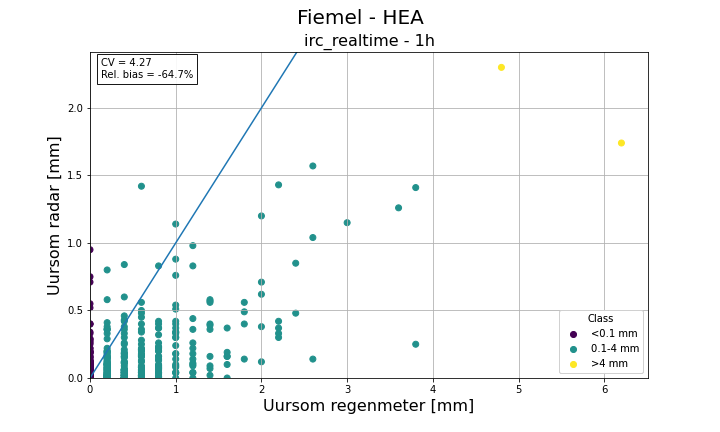 Fiemel - HEA
irc_realtime - 1h
CV = 4.27
Rel. bias = -64.7%
Uursom radar [mm]
2.0
1.5
1.0
0.5
0.0
0 1 2 3 4 5 6
Uursom regenmeter [mm]
Class
<0.1 mm
0.1-4 mm
>4 mm